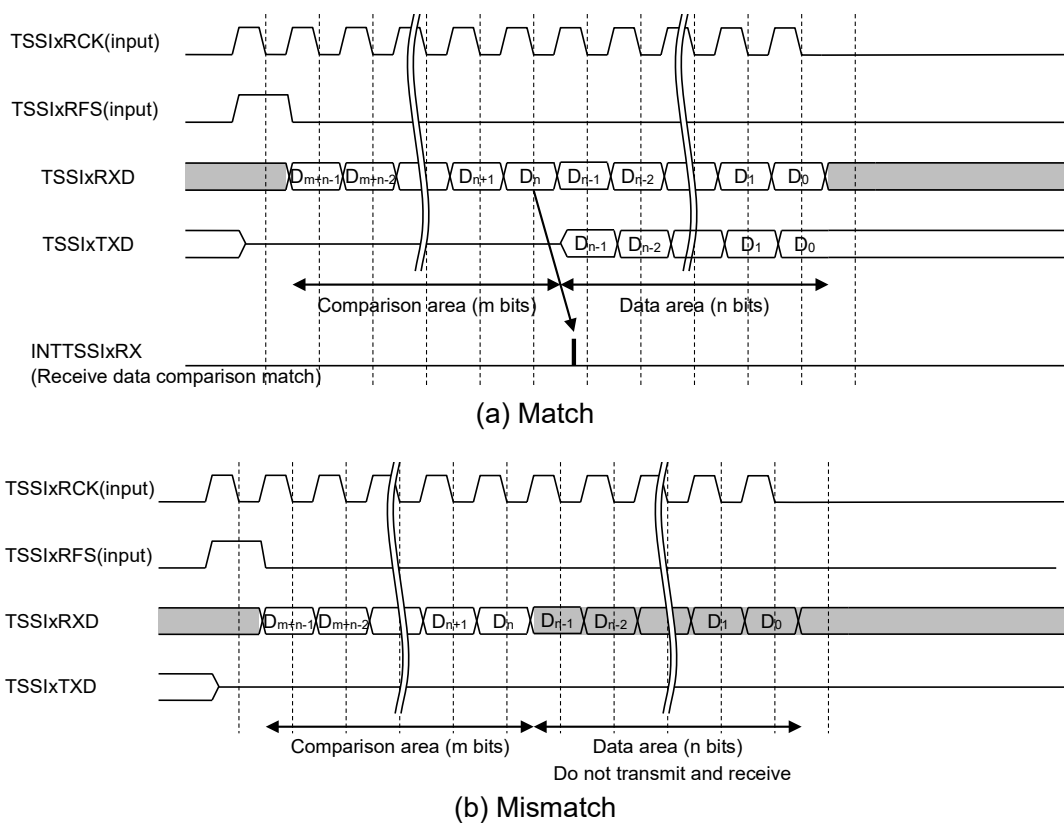 TSSIxRCK(input)
TSSIxRFS(input)
TSSIxRXD
Dm+n-1 Dm+n-2 Dn+1 Dn Dn-1 Dn-2 D1 D0
TSSIxTXD
Dn-1 Dn-2 D1 D0
Comparison area (m bits) Data area (n bits)
INTTSSIxRX
(Receive data comparison match)
(a) Match
TSSIxRCK(input)
TSSIxRFS(input)
TSSIxRXD
Dm+n-1 Dm+n-2 Dn+1 Dn Dn-1 Dn-2 D1 D0
TSSIxTXD
Comparison area (m bits) Data area (n bits)
Do not transmit and receive
(b) Mismatch